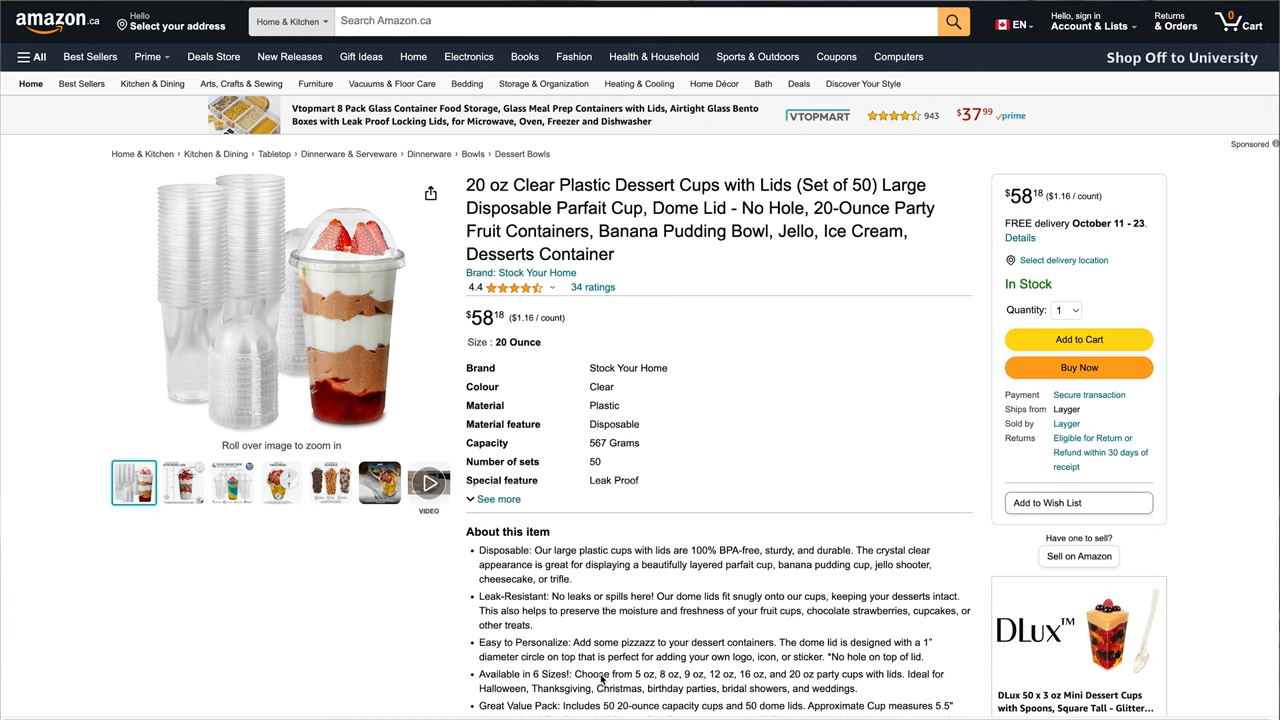 amazon.ca
Hello
Select your address
Home & Kitchen
Search Amazon.ca
EN
Hello, sign in
Account & Lists
Returns
& Orders
0
Cart
All
Best Sellers
Prime
Deals Store
New Releases
Gift Ideas
Home
Electronics
Books
Fashion
Health & Household
Sports & Outdoors
Coupons
Computers
Shop Off to University
Home
Best Sellers
Kitchen & Dining
Arts, Crafts & Sewing
Furniture
Vacuums & Floor Care
Bedding
Storage & Organization
Heating & Cooling
Home Décor
Bath
Deals
Discover Your Style
Vtopmart 8 Pack Glass Container Food Storage, Glass Meal Prep Containers with Lids, Airtight Glass Bento
Boxes with Leak Proof Locking Lids, for Microwave, Oven, Freezer and Dishwasher
VTOPMART
943
$37.99
prime
Sponsored
Home & Kitchen › Kitchen & Dining › Tabletop › Dinnerware & Serveware › Dinnerware › Bowls › Dessert Bowls
20 oz Clear Plastic Dessert Cups with Lids (Set of 50) Large
Disposable Parfait Cup, Dome Lid - No Hole, 20-Ounce Party
Fruit Containers, Banana Pudding Bowl, Jello, Ice Cream,
Desserts Container
Brand: Stock Your Home
4.4
34 ratings
$58 18 ($1.16 / count)
Size : 20 Ounce
Brand Stock Your Home
Colour Clear
Material Plastic
Material feature Disposable
Capacity 567 Grams
Number of sets 50
Special feature Leak Proof
See more
Roll over image to zoom in
VIDEO
About this item
• Disposable: Our large plastic cups with lids are 100% BPA-free, sturdy, and durable. The crystal clear
appearance is great for displaying a beautifully layered parfait cup, banana pudding cup, jello shooter,
cheesecake, or trifle.
• Leak-Resistant: No leaks or spills here! Our dome lids fit snugly onto our cups, keeping your desserts intact.
This also helps to preserve the moisture and freshness of your fruit cups, chocolate strawberries, cupcakes, or
other treats.
• Easy to Personalize: Add some pizzazz to your dessert containers. The dome lid is designed with a 1"
diameter circle on top that is perfect for adding your own logo, icon, or sticker. *No hole on top of lid.
• Available in 6 Sizes!: Choose from 5 oz, 8 oz, 9 oz, 12 oz, 16 oz, and 20 oz party cups with lids. Ideal for
Halloween, Thanksgiving, Christmas, birthday parties, bridal showers, and weddings.
• Great Value Pack: Includes 50 20-ounce capacity cups and 50 dome lids. Approximate Cup measures 5.5"
$58 18 ($1.16 / count)
FREE delivery October 11 - 23.
Details
Select delivery location
In Stock
Quantity: 1
Add to Cart
Buy Now
Payment Secure transaction
Ships from Layger
Sold by Layger
Returns Eligible for Return or
Refund within 30 days of
receipt
Add to Wish List
Have one to sell?
Sell on Amazon
DLux™
DLux 50 x 3 oz Mini Dessert Cups
with Spoons, Square Tall - Glitter...